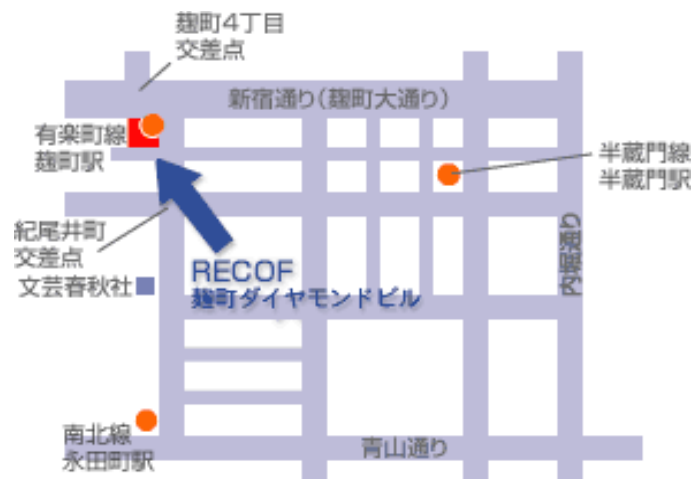 麹町4丁目
交差点
新宿通り(麹町大通り)
有楽町線
麹町駅
半蔵門線
半蔵門駅
紀尾井町
交差点
内堀通り
RECOF
麹町ダイヤモンドビル
文芸春秋社
南北線
永田町駅
青山通り